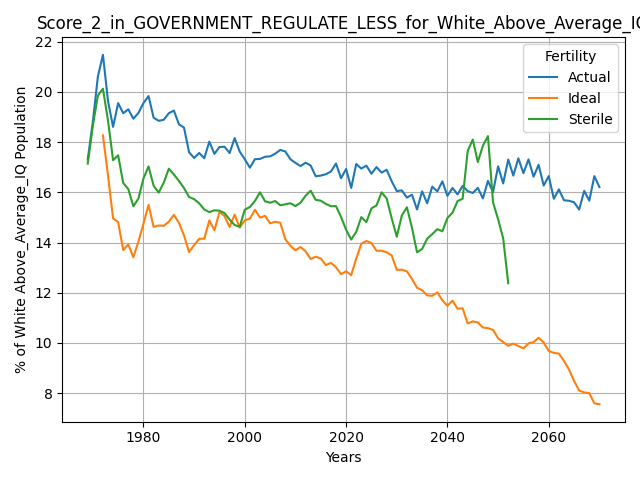 Score_2_in_GOVERNMENT_REGULATE_LESS_for_White_Above_Average_IQ
Fertility
Actual
Ideal
Sterile
% of White Above_Average_IQ Population
22
20
18
16
14
12
10
8
1980 2000 2020 2040 2060
Years